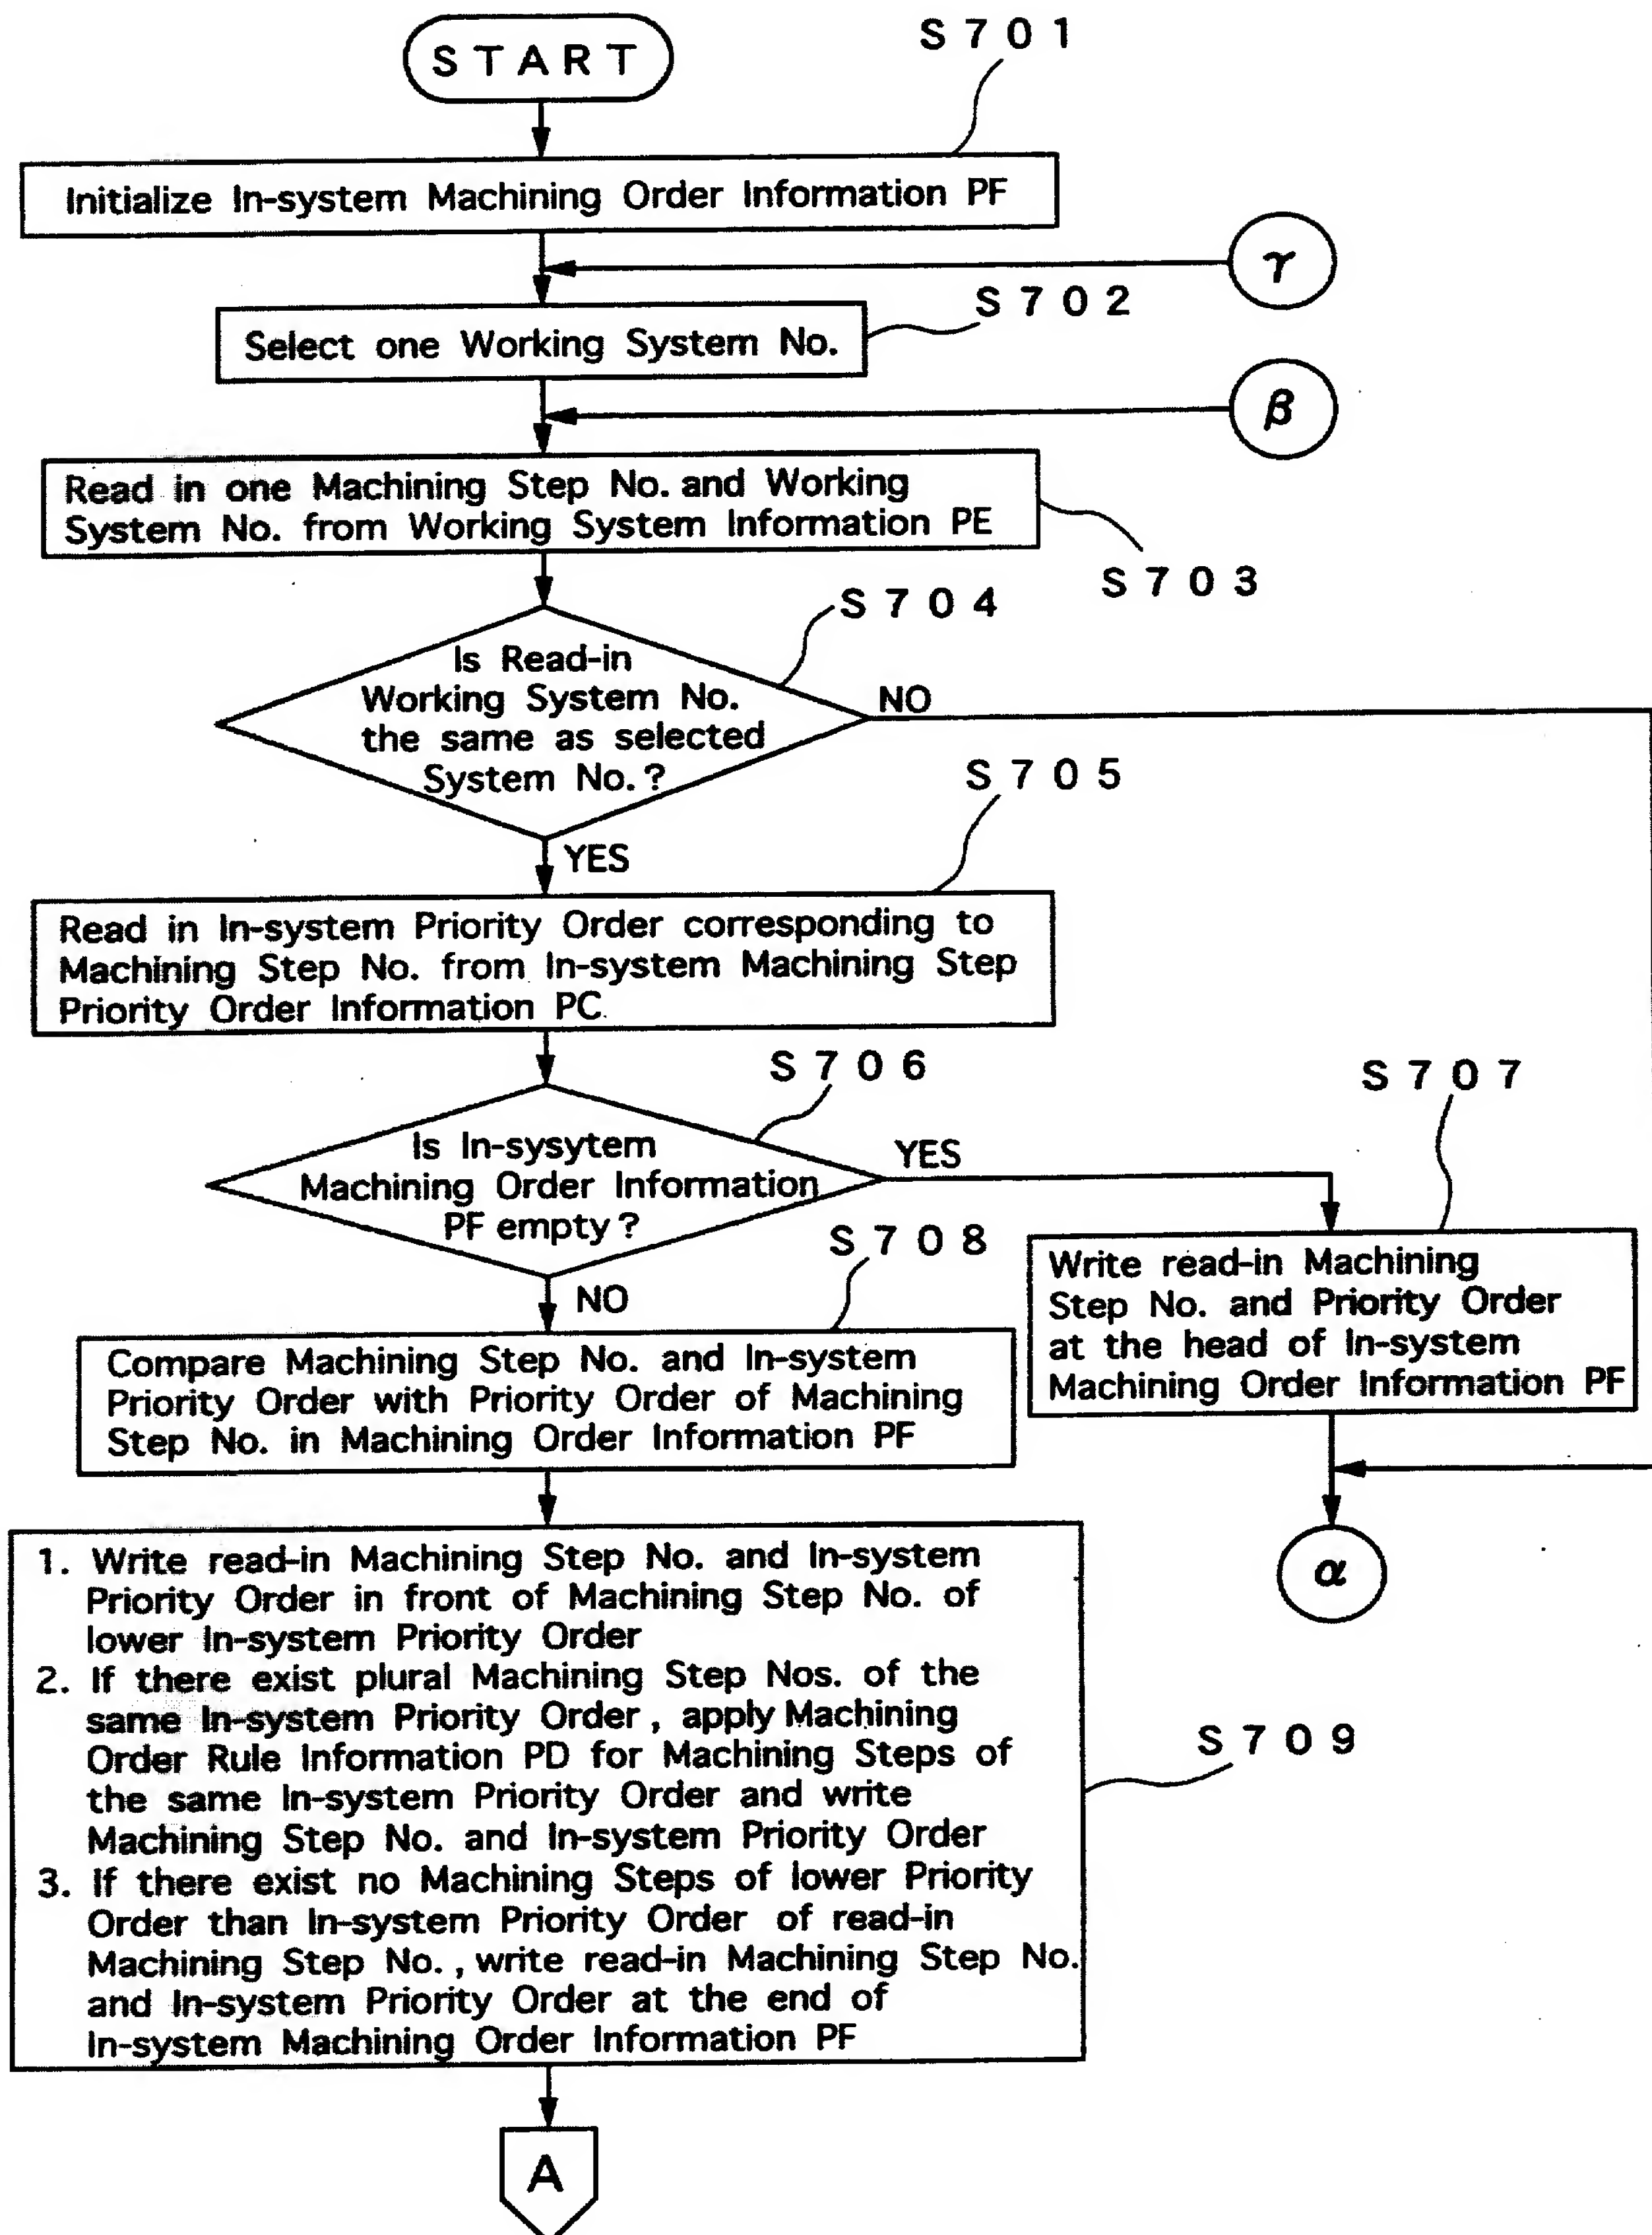 START
S701
Initialize In-system Machining Order Information PF
γ
S702
Select one Working System No.
β
Read in one Machining Step No. and Working
System No. from Working System Information PE
S703
S704
Is Read-in
Working System No.
the same as selected
System No.?
NO
S705
YES
Read in In-system Priority Order corresponding to
Machining Step No. from In-system Machining Step
Priority Order Information PC
S706
S707
Is In-sysytem
Machining Order Information
PF empty?
YES
S708
NO
Write read-in Machining
Step No. and Priority Order
at the head of In-system
Machining Order Information PF
Compare Machining Step No. and In-system
Priority Order with Priority Order of Machining
Step No. in Machining Order Information PF
α
1. Write read-in Machining Step No. and In-system
Priority Order in front of Machining Step No. of
lower In-system Priority Order
2. If there exist plural Machining Step Nos. of the
same In-system Priority Order, apply Machining
Order Rule Information PD for Machining Steps of
the same In-system Priority Order and write
Machining Step No. and In-system Priority Order
3. If there exist no Machining Steps of lower Priority
Order than In-system Priority Order of read-in
Machining Step No., write read-in Machining Step No.
and In-system Priority Order at the end of
In-system Machining Order Information PF
S709
A